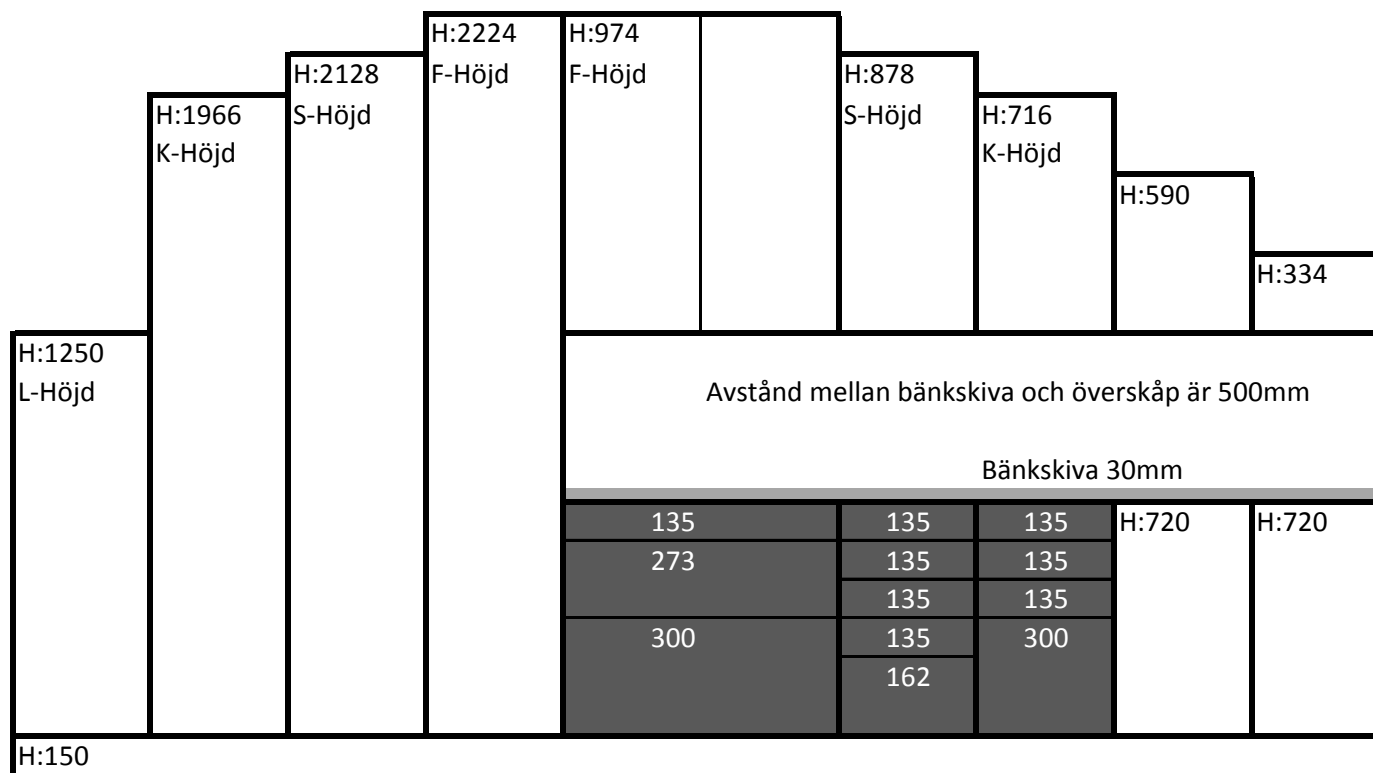 H:2224
F-Höjd
H:974
F-Höjd
H:2128
S-Höjd
H:878
S-Höjd
H:1966
K-Höjd
H:716
K-Höjd
H:590
H:334
H:1250
L-Höjd
Avstånd mellan bänkskiva och överskåp är 500mm
Bänkskiva 30mm
135
273
300
135
135
135
135
162
135
135
135
300
H:720
H:720
H:150